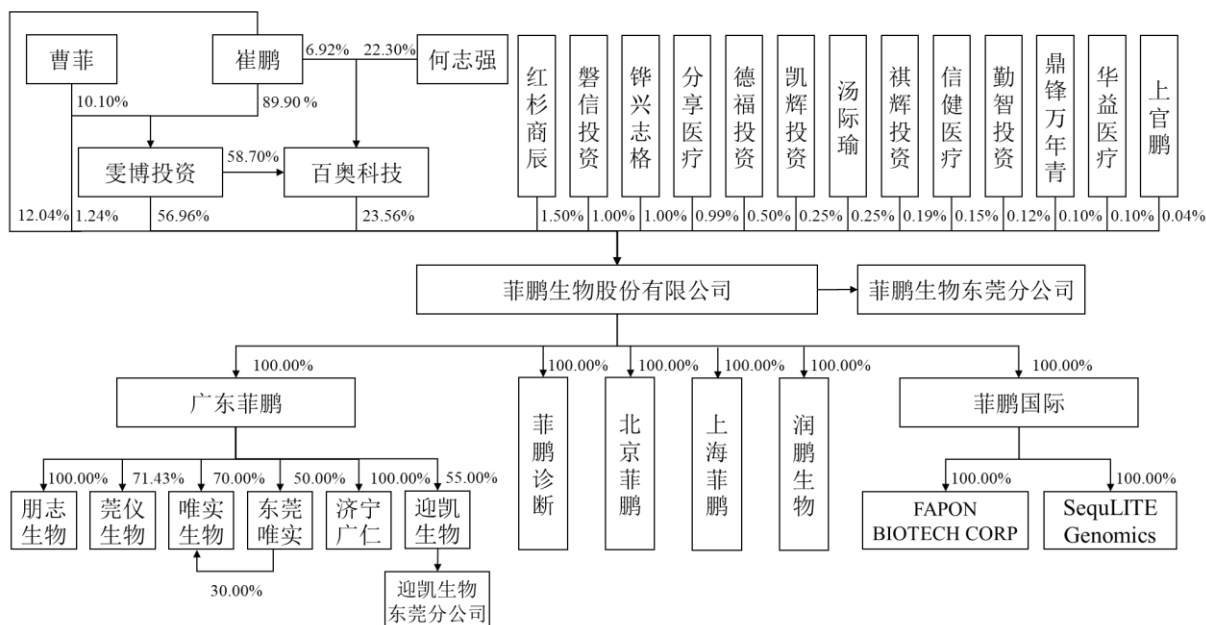 曹菲
崔鹏
6.92%
22.30%
何志强
10.10%
89.90%
雯博投资
58.70%
百奥科技
12.04%
1.24%
56.96%
23.56%
红杉商辰
磐信投资
铧兴志格
分享医疗
德福投资
凯辉投资
汤际瑜
祺辉投资
信健医疗
勤智投资
鼎锋万年青
华益医疗
上官鹏
1.50%
1.00%
1.00%
0.99%
0.50%
0.25%
0.25%
0.19%
0.15%
0.12%
0.10%
0.10%
0.04%
菲鹏生物股份有限公司
菲鹏生物东莞分公司
100.00%
100.00%
100.00%
100.00%
100.00%
100.00%
广东菲鹏
菲鹏诊断
北京菲鹏
上海菲鹏
润鹏生物
菲鹏国际
100.00%
71.43%
70.00%
50.00%
100.00%
55.00%
朋志
生物
莞仪
生物
唯实
生物
东莞
唯实
济宁
广仁
迎凯
生物
30.00%
迎凯生物
东莞分公司
100.00%
100.00%
FAPON
BIOTECH CORP
SequLITE
Genomics